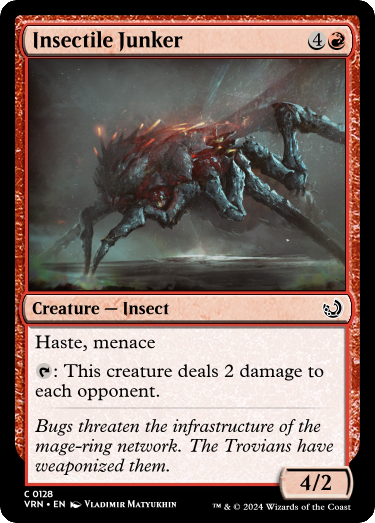 Insectile Junker 4
Creature — Insect
Haste, menace
: This creature deals 2 damage to
each opponent.
Bugs threaten the infrastructure of the
mage-ring network. The Trovians have
weaponized them.
4/2
C 0128
VRN • EN Vladimir Matyukhin
™ & © 2024 Wizards of the Coast